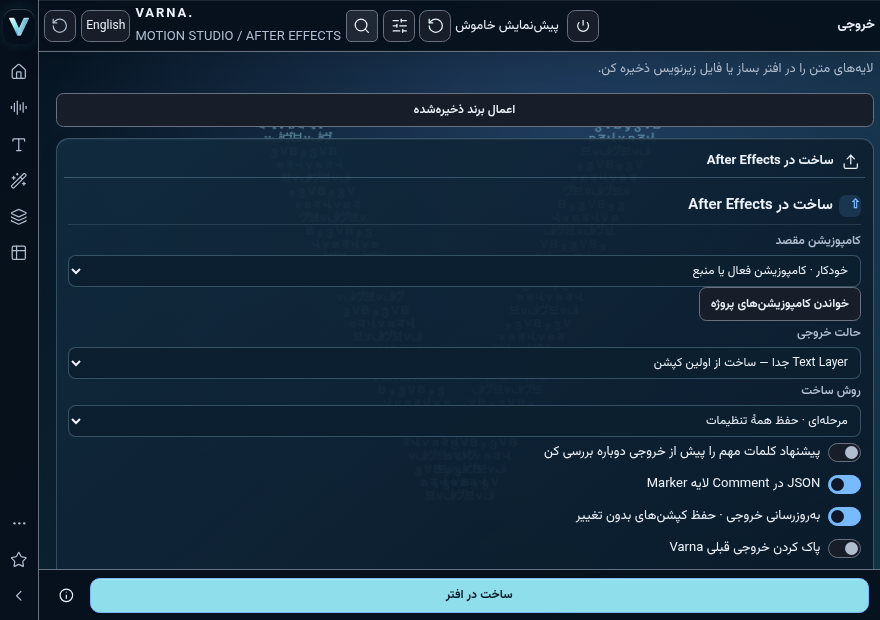 English
VARNA.
MOTION STUDIO / AFTER EFFECTS
پیش‌نمایش خاموش
خروجی
لایه‌های متن را در افتر بساز یا فایل زیرنویس ذخیره کن.
اعمال برند ذخیره‌شده
ساخت در After Effects
ساخت در After Effects
کامپوزیشن مقصد
خودکار · کامپوزیشن فعال یا منبع
خواندن کامپوزیشن‌های پروژه
حالت خروجی
Text Layer جدا — ساخت از اولین کپشن
روش ساخت
مرحله‌ای · حفظ همهٔ تنظیمات
پیشنهاد کلمات مهم را پیش از خروجی دوباره بررسی کن
JSON در Comment لایه Marker
به‌روزرسانی خروجی · حفظ کپشن‌های بدون تغییر
پاک کردن خروجی قبلی Varna
ساخت در افتر